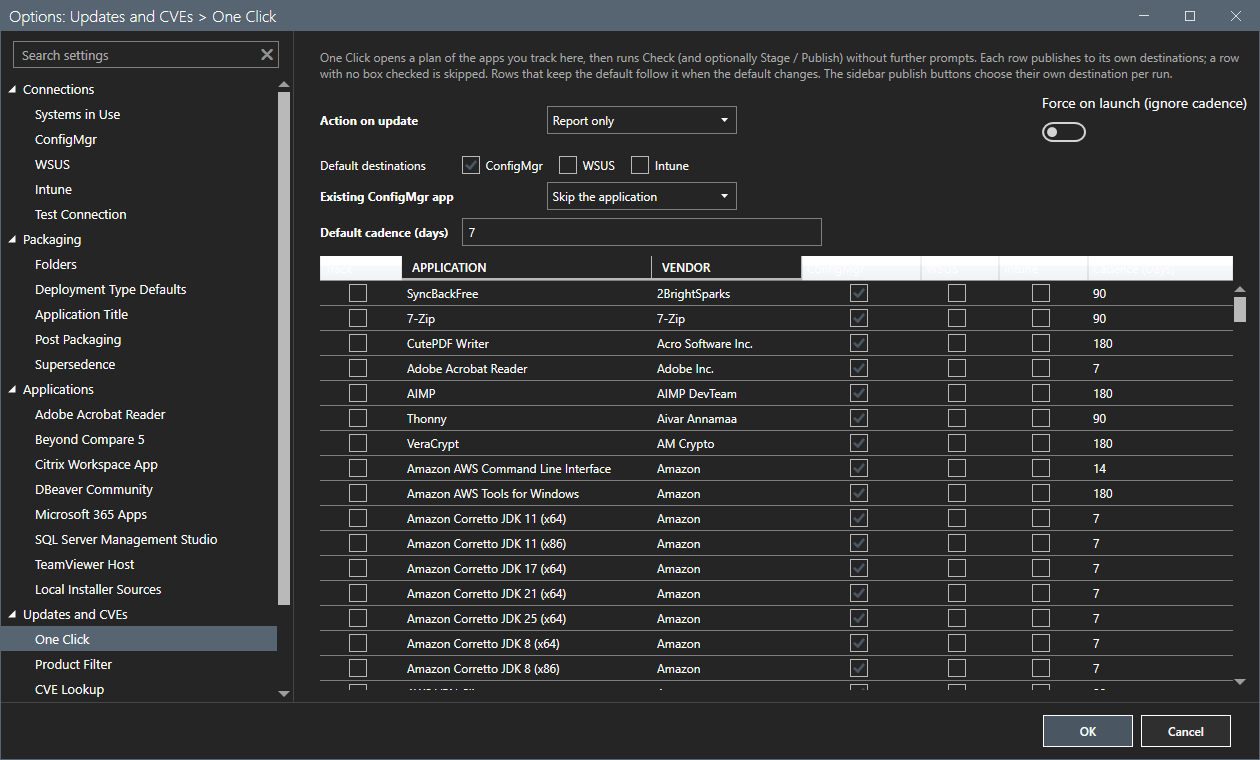 Options: Updates and CVEs > One Click
Search settings
Connections
Systems in Use
ConfigMgr
WSUS
Intune
Test Connection
Packaging
Folders
Deployment Type Defaults
Application Title
Post Packaging
Supersedence
Applications
Adobe Acrobat Reader
Beyond Compare 5
Citrix Workspace App
DBeaver Community
Microsoft 365 Apps
SQL Server Management Studio
TeamViewer Host
Local Installer Sources
Updates and CVEs
One Click
Product Filter
CVE Lookup
One Click opens a plan of the apps you track here, then runs Check (and optionally Stage / Publish) without further prompts. Each row publishes to its own destinations; a row
with no box checked is skipped. Rows that keep the default follow it when the default changes. The sidebar publish buttons choose their own destination per run.
Action on update Report only
Force on launch (ignore cadence)
Default destinations ConfigMgr WSUS Intune
Existing ConfigMgr app Skip the application
Default cadence (days) 7
APPLICATION VENDOR ConfigMgr WSUS Intune Cadence (days)
SyncBackFree 2BrightSparks 90
7-Zip 7-Zip 90
CutePDF Writer Acro Software Inc. 180
Adobe Acrobat Reader Adobe Inc. 7
AIMP AIMP DevTeam 180
Thonny Aivar Annamaa 90
VeraCrypt AM Crypto 180
Amazon AWS Command Line Interface Amazon 14
Amazon AWS Tools for Windows Amazon 180
Amazon Corretto JDK 11 (x64) Amazon 7
Amazon Corretto JDK 11 (x86) Amazon 7
Amazon Corretto JDK 17 (x64) Amazon 7
Amazon Corretto JDK 21 (x64) Amazon 7
Amazon Corretto JDK 25 (x64) Amazon 7
Amazon Corretto JDK 8 (x64) Amazon 7
Amazon Corretto JDK 8 (x86) Amazon 7
OK Cancel